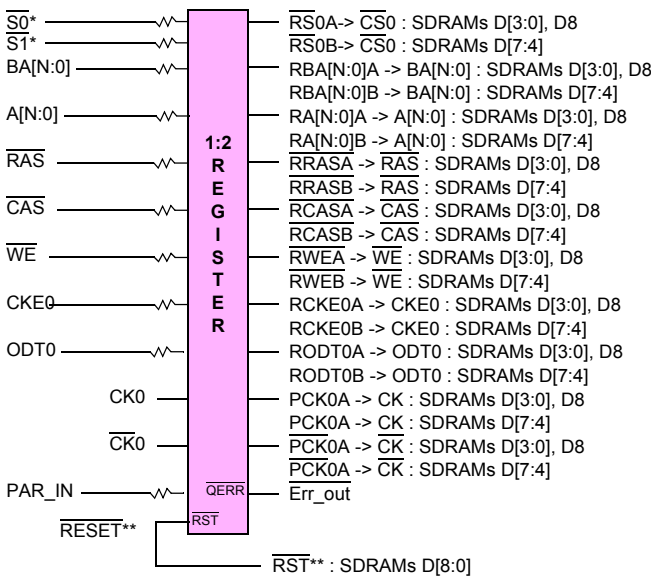 S0*
S1*
BA[N:0]
A[N:0]
RAS
CAS
WE
CKE0
ODT0
CK0
CK0
PAR_IN
RESET**
1:2
R
E
G
I
S
T
E
R
QERR
RST
RS0A-> CS0 : SDRAMs D[3:0], D8
RS0B-> CS0 : SDRAMs D[7:4]
RBA[N:0]A -> BA[N:0] : SDRAMs D[3:0], D8
RBA[N:0]B -> BA[N:0] : SDRAMs D[7:4]
RA[N:0]A -> A[N:0] : SDRAMs D[3:0], D8
RA[N:0]B -> A[N:0] : SDRAMs D[7:4]
RRASA -> RAS : SDRAMs D[3:0], D8
RRASB -> RAS : SDRAMs D[7:4]
RCASA -> CAS : SDRAMs D[3:0], D8
RCASB -> CAS : SDRAMs D[7:4]
RWEA -> WE : SDRAMs D[3:0], D8
RWEB -> WE : SDRAMs D[7:4]
RCKE0A -> CKE0 : SDRAMs D[3:0], D8
RCKE0B -> CKE0 : SDRAMs D[7:4]
RODT0A -> ODT0 : SDRAMs D[3:0], D8
RODT0B -> ODT0 : SDRAMs D[7:4]
PCK0A -> CK : SDRAMs D[3:0], D8
PCK0A -> CK : SDRAMs D[7:4]
PCK0A -> CK : SDRAMs D[3:0], D8
PCK0A -> CK : SDRAMs D[7:4]
Err_out
RST** : SDRAMs D[8:0]